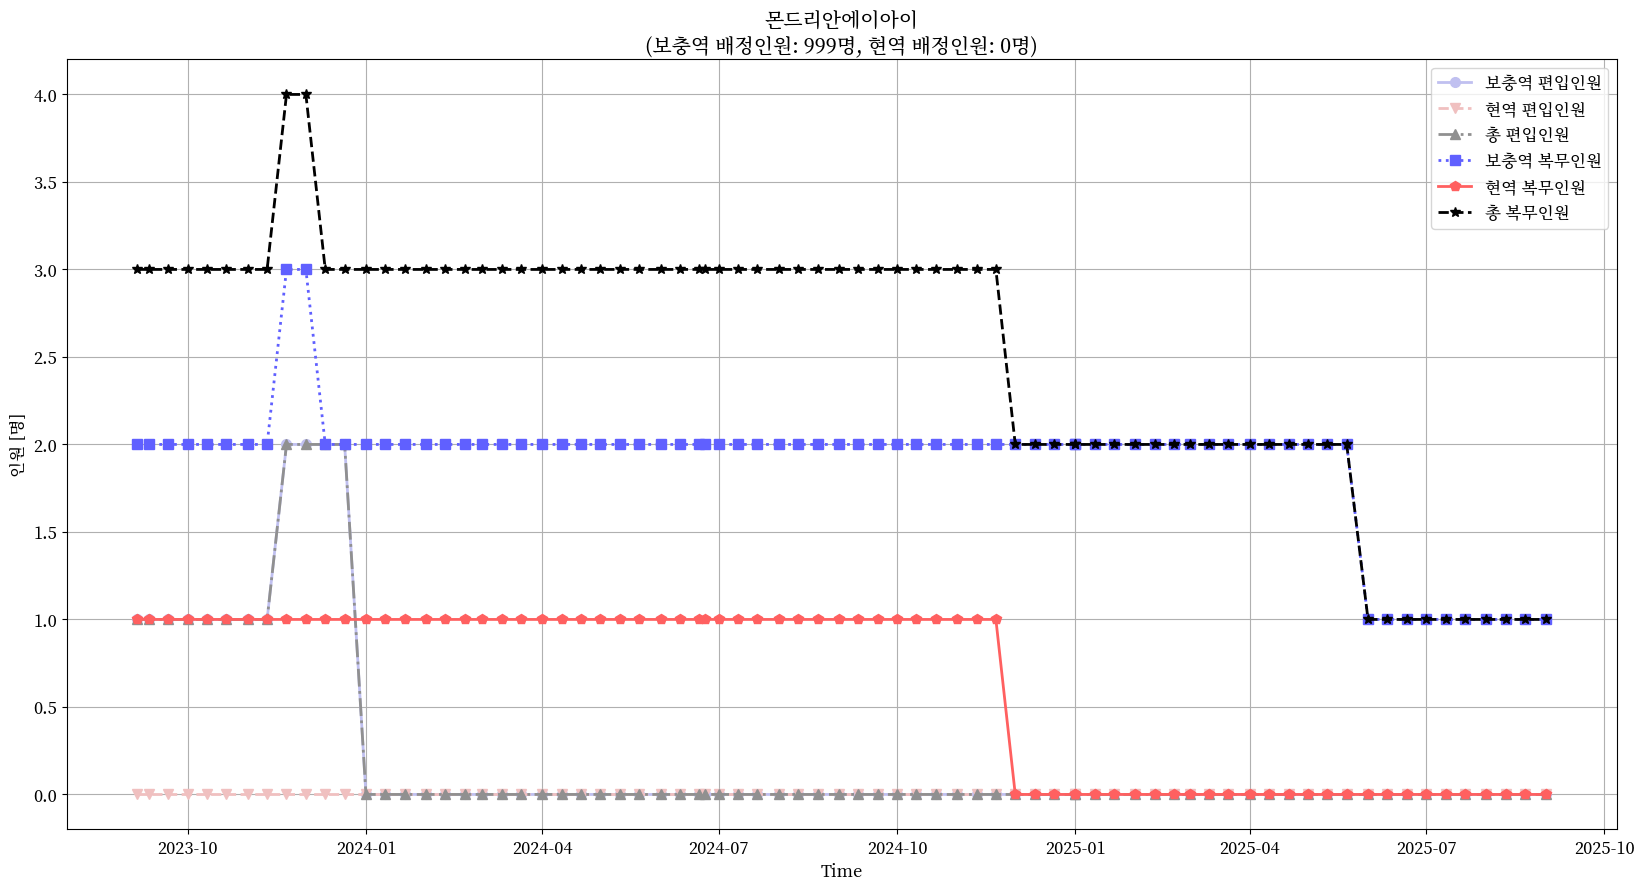 몬드리안에이아이
(보충역 배정인원: 999명, 현역 배정인원: 0명)
보충역 편입인원
현역 편입인원
총 편입인원
보충역 복무인원
현역 복무인원
총 복무인원
인원 [명]
4.0
3.5
3.0
2.5
2.0
1.5
1.0
0.5
0.0
2023-10
2024-01
2024-04
2024-07
2024-10
2025-01
2025-04
2025-07
2025-10
Time